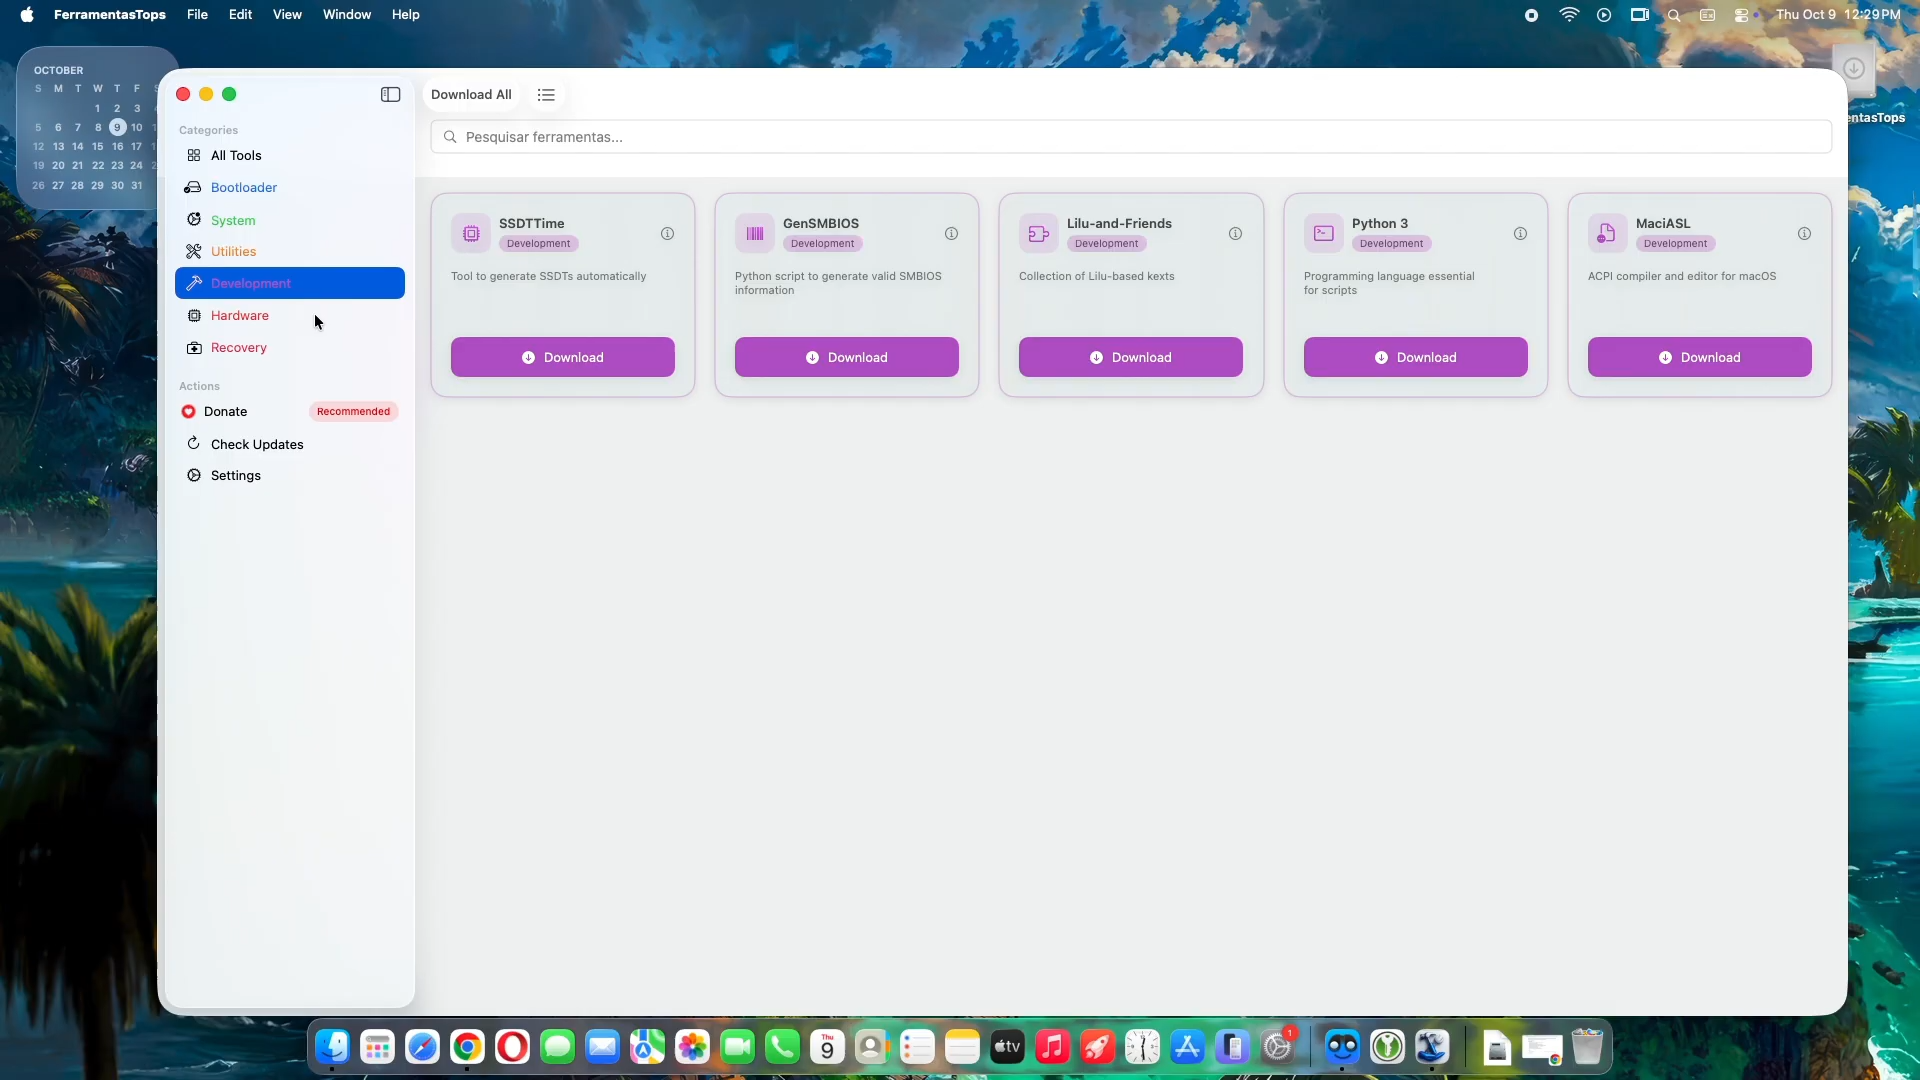 FerramentasTops File Edit View Window Help
Thu Oct 9 12:29 PM
OCTOBER
S M T W T F S
1 2 3
5 6 7 8 9 10
12 13 14 15 16 17
19 20 21 22 23 24
26 27 28 29 30 31
entasTops
Download All
Pesquisar ferramentas...
Categories
All Tools
Bootloader
System
Utilities
Development
Hardware
Recovery
Actions
Donate Recommended
Check Updates
Settings
SSDTTime
Development
Tool to generate SSDTs automatically
Download
GenSMBIOS
Development
Python script to generate valid SMBIOS
information
Download
Lilu-and-Friends
Development
Collection of Lilu-based kexts
Download
Python 3
Development
Programming language essential
for scripts
Download
MaciASL
Development
ACPI compiler and editor for macOS
Download
Thu
9
tv
1